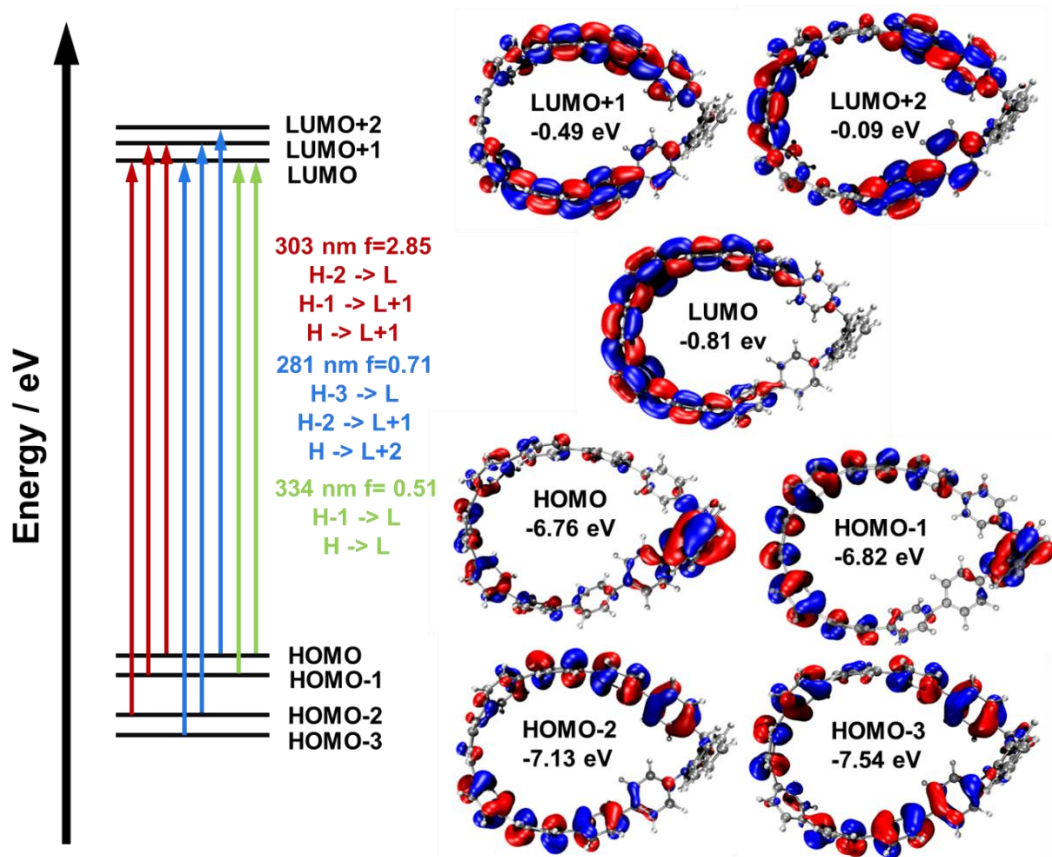 Energy / eV
LUMO+2
LUMO+1
LUMO
303 nm f=2.85
H-2 -> L
H-1 -> L+1
H -> L+1
281 nm f=0.71
H-3 -> L
H-2 -> L+1
H -> L+2
334 nm f= 0.51
H-1 -> L
H -> L
HOMO
HOMO-1
HOMO-2
HOMO-3
LUMO+1
-0.49 eV
LUMO+2
-0.09 eV
LUMO
-0.81 ev
HOMO
-6.76 eV
HOMO-1
-6.82 eV
HOMO-2
-7.13 eV
HOMO-3
-7.54 eV